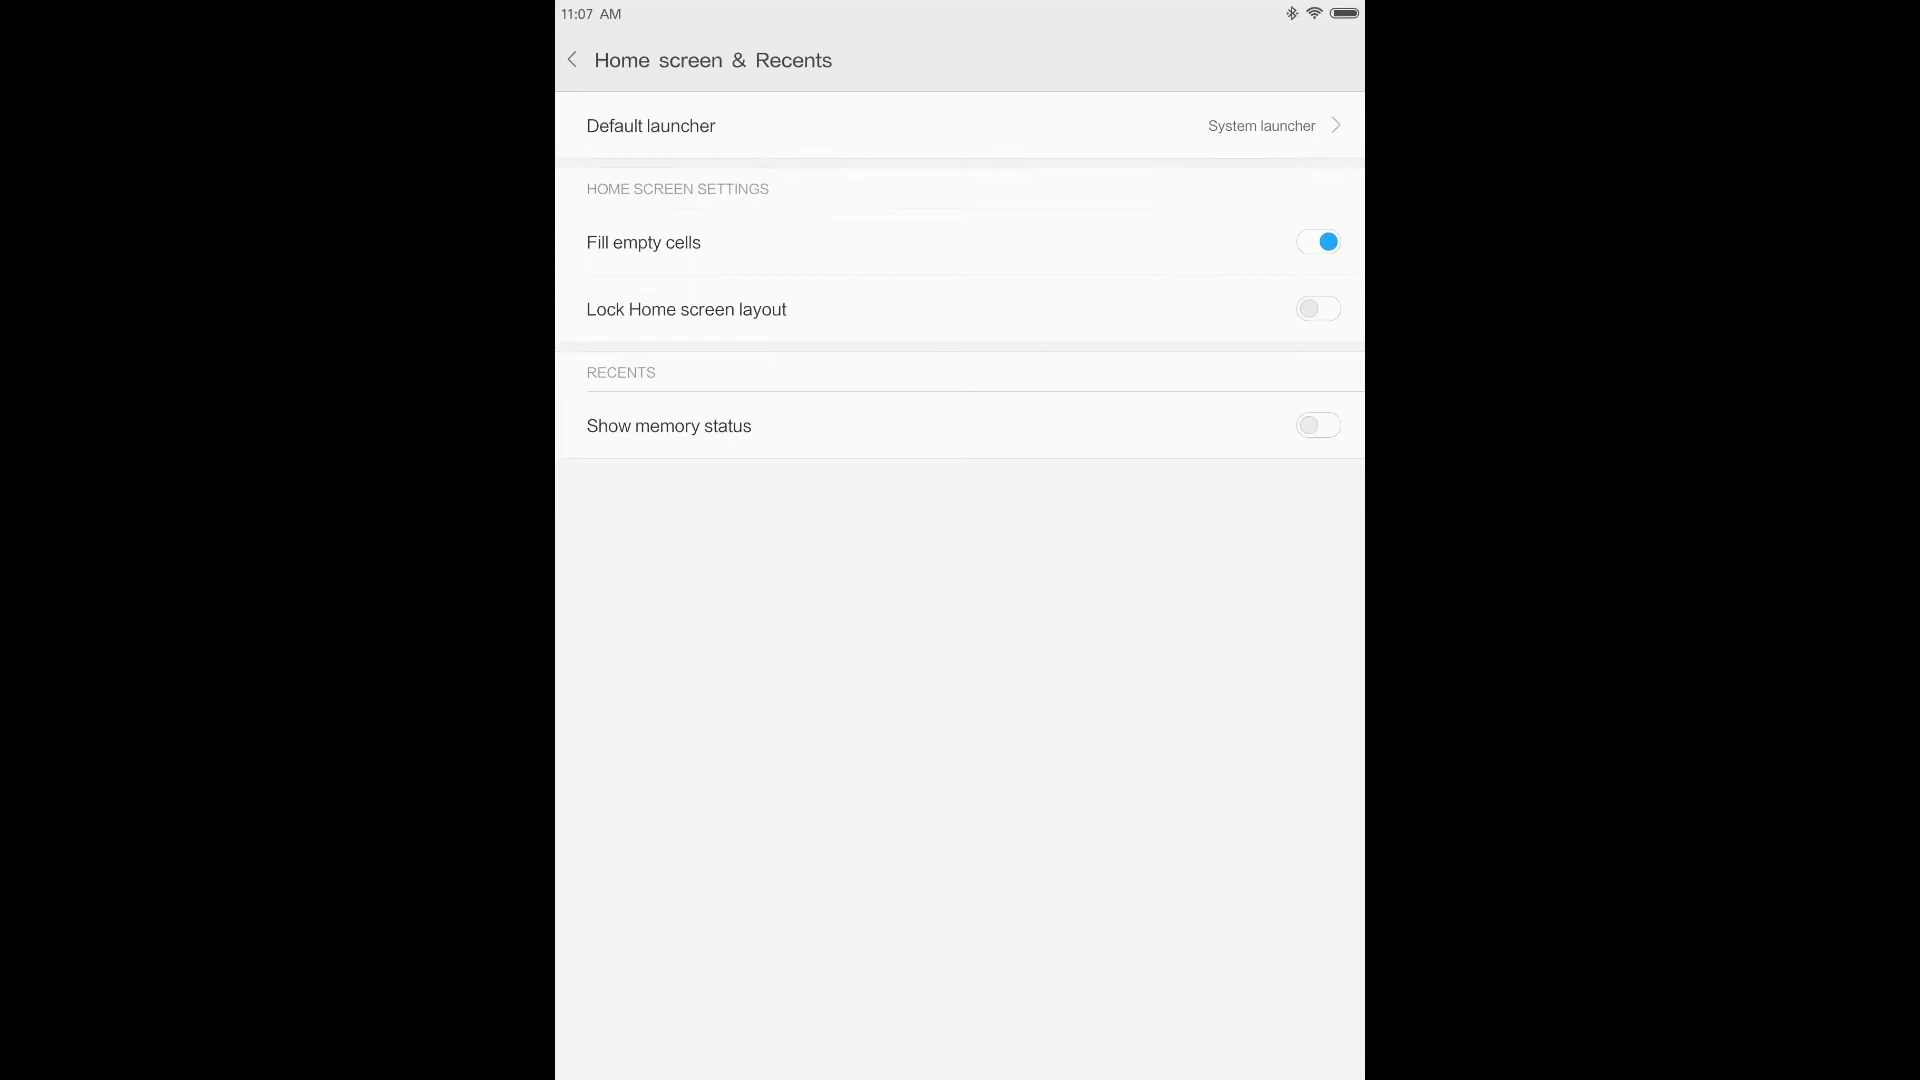 11:07 AM
Home screen & Recents
Default launcher System launcher
HOME SCREEN SETTINGS
Fill empty cells
Lock Home screen layout
RECENTS
Show memory status